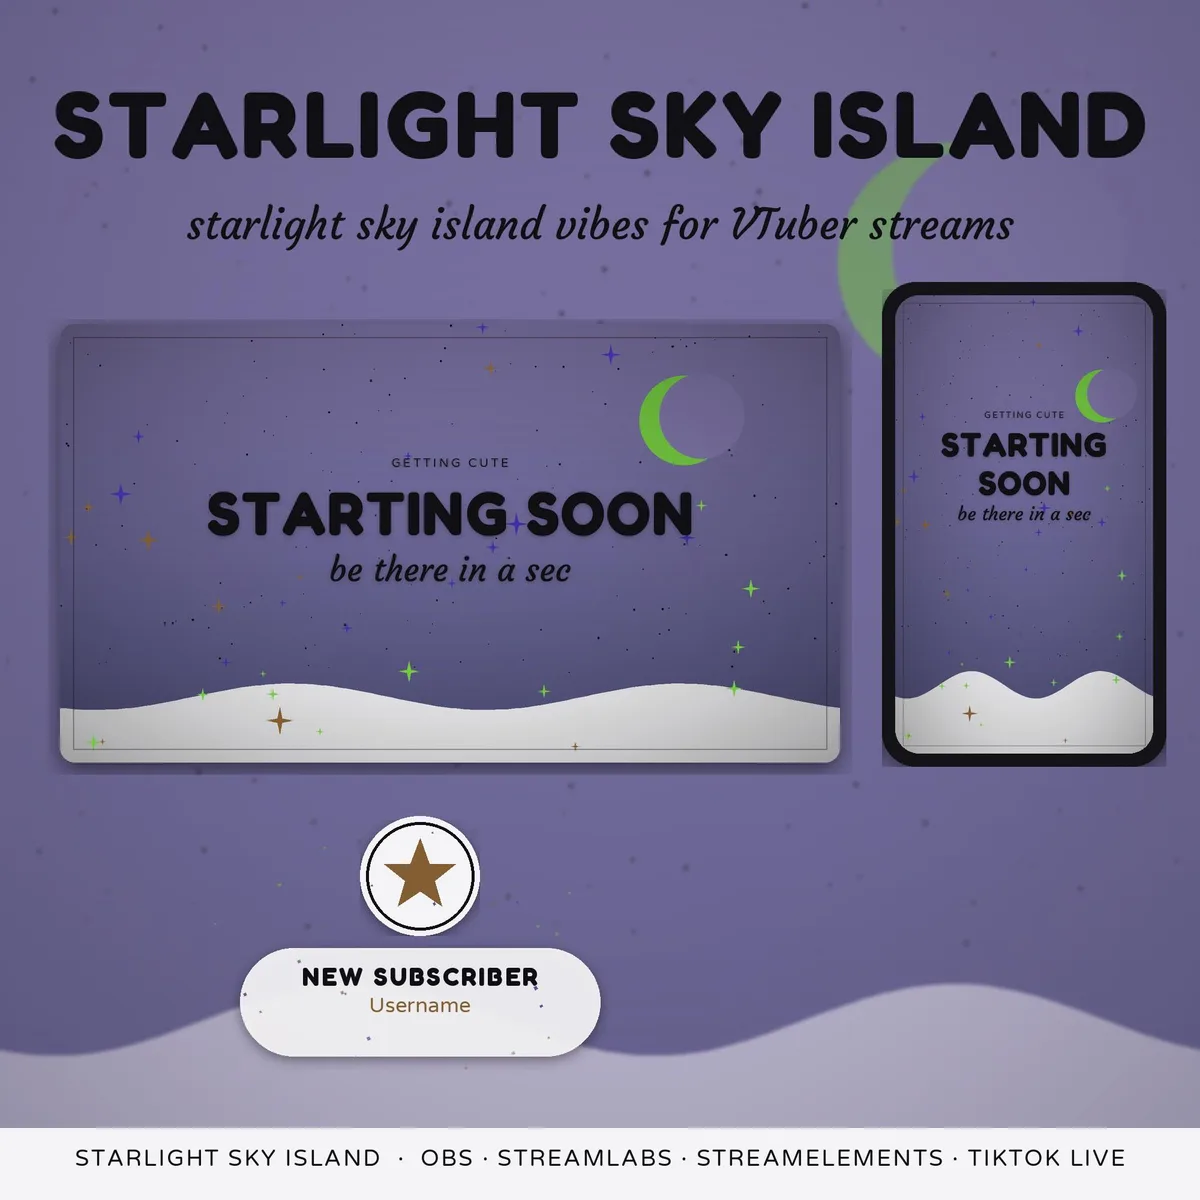 STARLIGHT SKY ISLAND
starlight sky island vibes for VTuber streams
GETTING CUTE
STARTING SOON
be there in a sec
GETTING CUTE
STARTING
SOON
be there in a sec
NEW SUBSCRIBER
Username
STARLIGHT SKY ISLAND · OBS · STREAMLABS · STREAMELEMENTS · TIKTOK LIVE